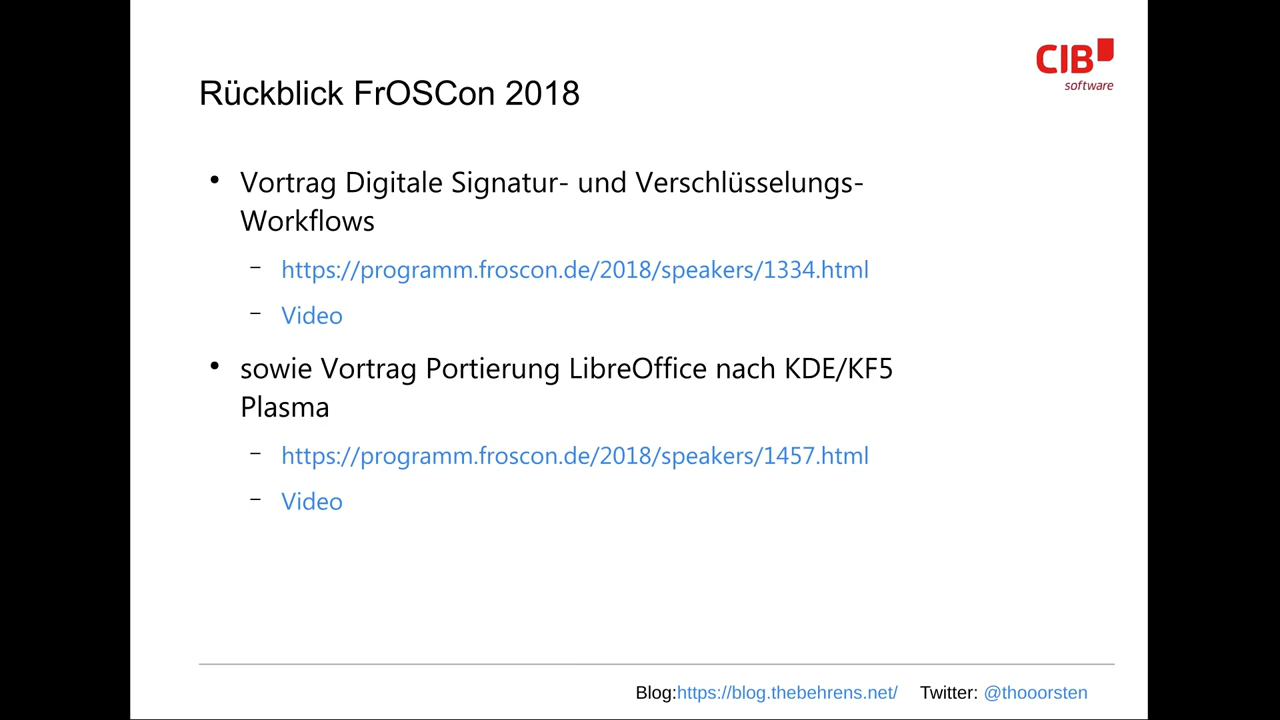 CIB
software
Rückblick FrOSCon 2018
• Vortrag Digitale Signatur- und Verschlüsselungs-
Workflows
– https://programm.froscon.de/2018/speakers/1334.html
– Video
• sowie Vortrag Portierung LibreOffice nach KDE/KF5
Plasma
– https://programm.froscon.de/2018/speakers/1457.html
– Video
Blog:https://blog.thebehrens.net/ Twitter: @thooorsten